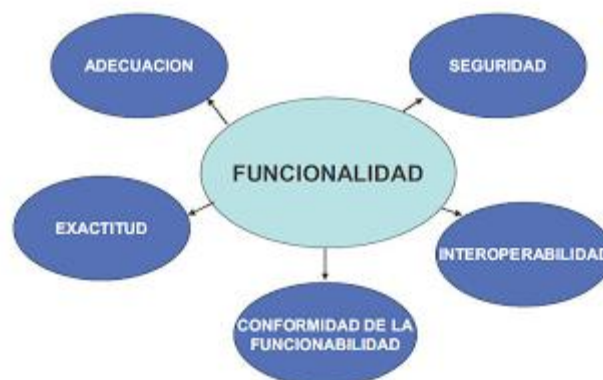 ADECUACION
SEGURIDAD
FUNCIONALIDAD
EXACTITUD
INTEROPERABILIDAD
CONFORMIDAD DE LA
FUNCIONABILIDAD